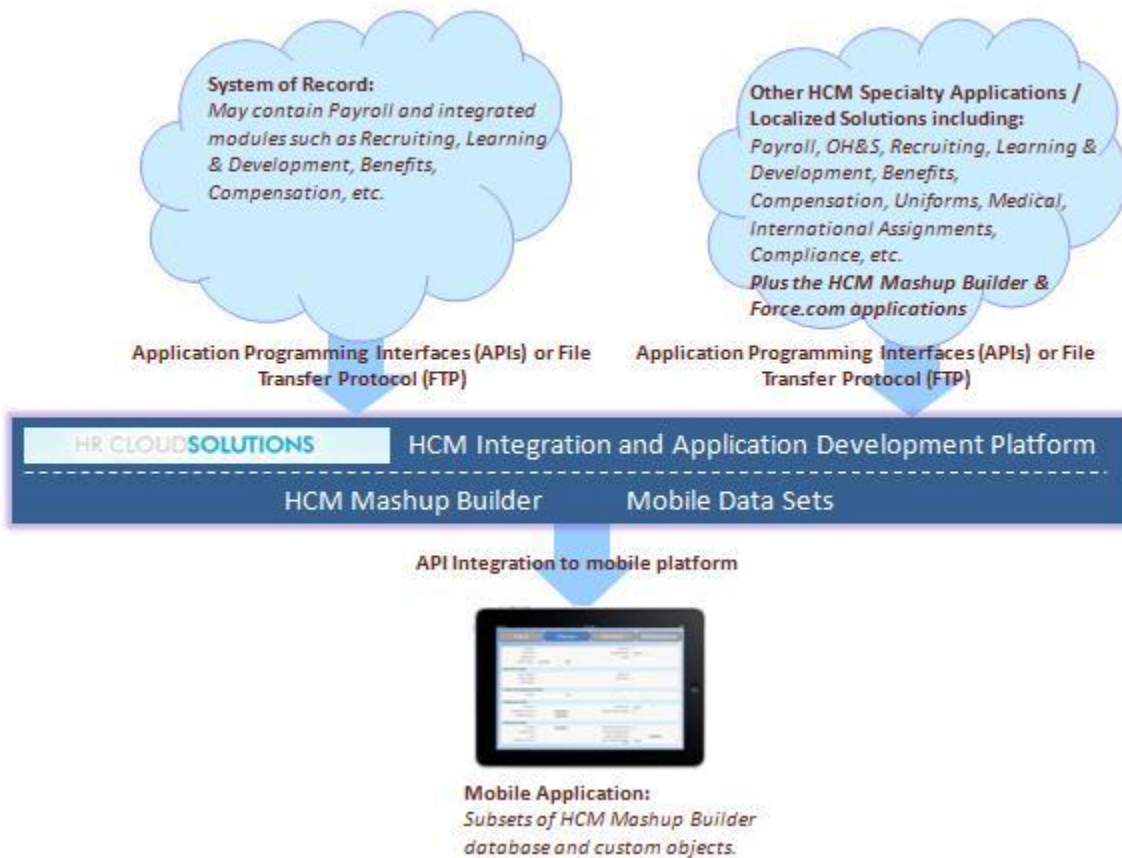 System of Record:
May contain Payroll and integrated
modules such as Recruiting, Learning
& Development, Benefits,
Compensation, etc.
Other HCM Specialty Applications /
Localized Solutions including:
Payroll, OH&S, Recruiting, Learning &
Development, Benefits,
Compensation, Uniforms, Medical,
International Assignments,
Compliance, etc.
Plus the HCM Mashup Builder &
Force.com applications
Application Programming Interfaces (APIs) or File
Transfer Protocol (FTP)
Application Programming Interfaces (APIs) or File
Transfer Protocol (FTP)
HR CLOUDSOLUTIONS HCM Integration and Application Development Platform
HCM Mashup Builder Mobile Data Sets
API Integration to mobile platform
Mobile Application:
Subsets of HCM Mashup Builder
database and custom objects.